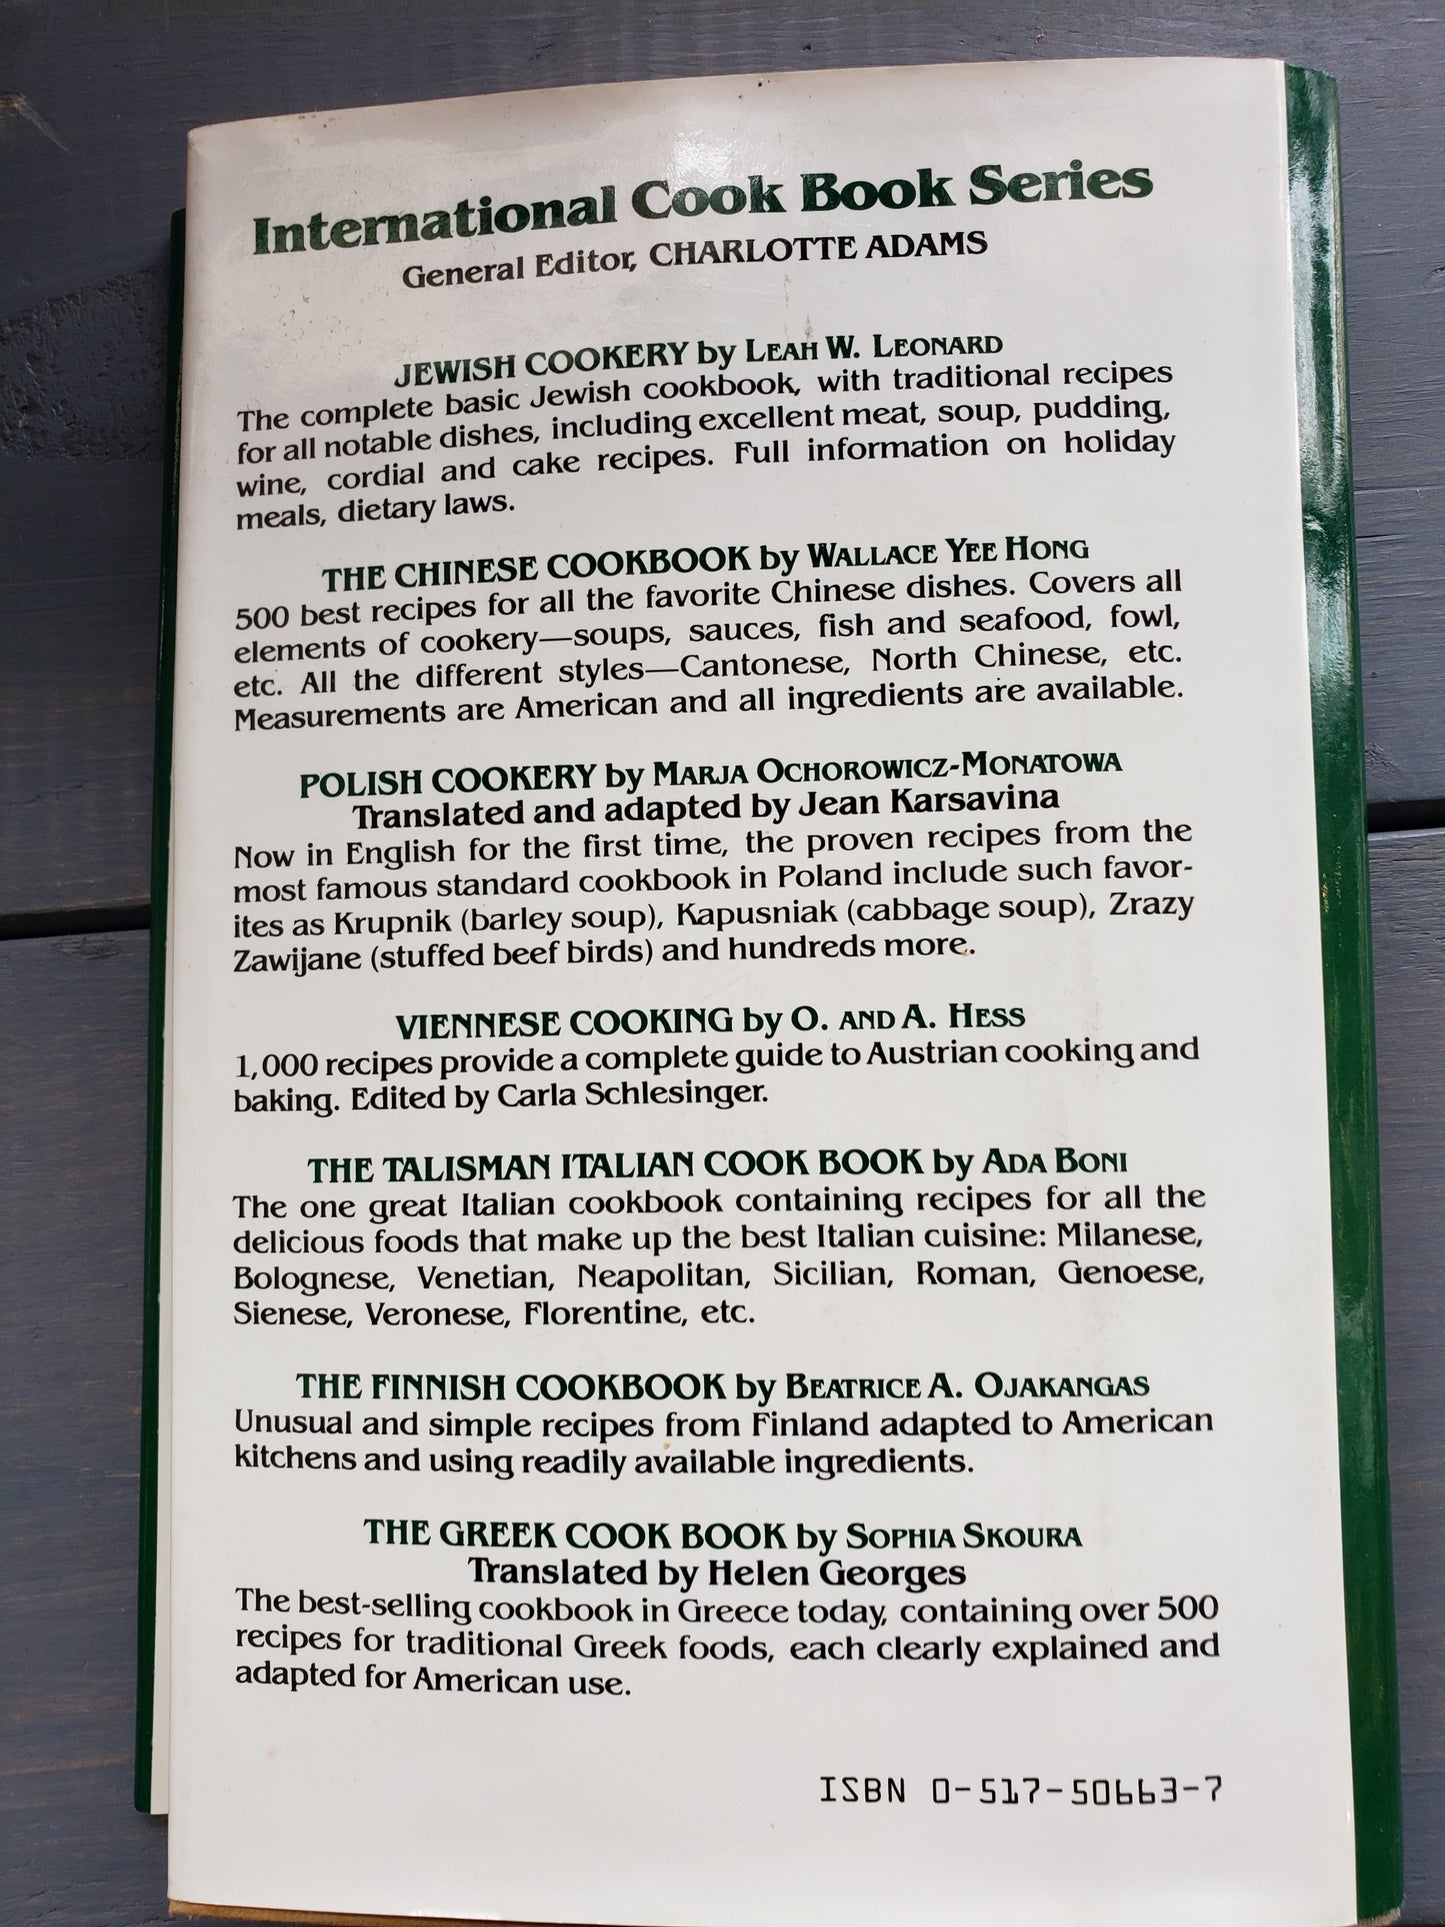 International Cook Book Series
General Editor, CHARLOTTE ADAMS
JEWISH COOKERY by LEAH W. LEONARD
The complete basic Jewish cookbook, with traditional recipes
for all notable dishes, including excellent meat, soup, pudding,
wine, cordial and cake recipes. Full information on holiday
meals, dietary laws.
THE CHINESE COOKBOOK by WALLACE YEE HONG
500 best recipes for all the favorite Chinese dishes. Covers all
elements of cookery—soups, sauces, fish and seafood, fowl,
etc. All the different styles—Cantonese, North Chinese, etc.
Measurements are American and all ingredients are available.
POLISH COOKERY by MARJA OCHOROWICZ-MONATOWA
Translated and adapted by Jean Karsavina
Now in English for the first time, the proven recipes from the
most famous standard cookbook in Poland include such favor-
ites as Krupnik (barley soup), Kapusniak (cabbage soup), Zrazy
Zawijane (stuffed beef birds) and hundreds more.
VIENNESE COOKING by O. AND A. HESS
1,000 recipes provide a complete guide to Austrian cooking and
baking. Edited by Carla Schlesinger.
THE TALISMAN ITALIAN COOK BOOK by ADA BONI
The one great Italian cookbook containing recipes for all the
delicious foods that make up the best Italian cuisine: Milanese,
Bolognese, Venetian, Neapolitan, Sicilian, Roman, Genoese,
Sienese, Veronese, Florentine, etc.
THE FINNISH COOKBOOK by BEATRICE A. OJAKANGAS
Unusual and simple recipes from Finland adapted to American
kitchens and using readily available ingredients.
THE GREEK COOK BOOK by SOPHIA SKOURA
Translated by Helen Georges
The best-selling cookbook in Greece today, containing over 500
recipes for traditional Greek foods, each clearly explained and
adapted for American use.
ISBN 0-517-50663-7